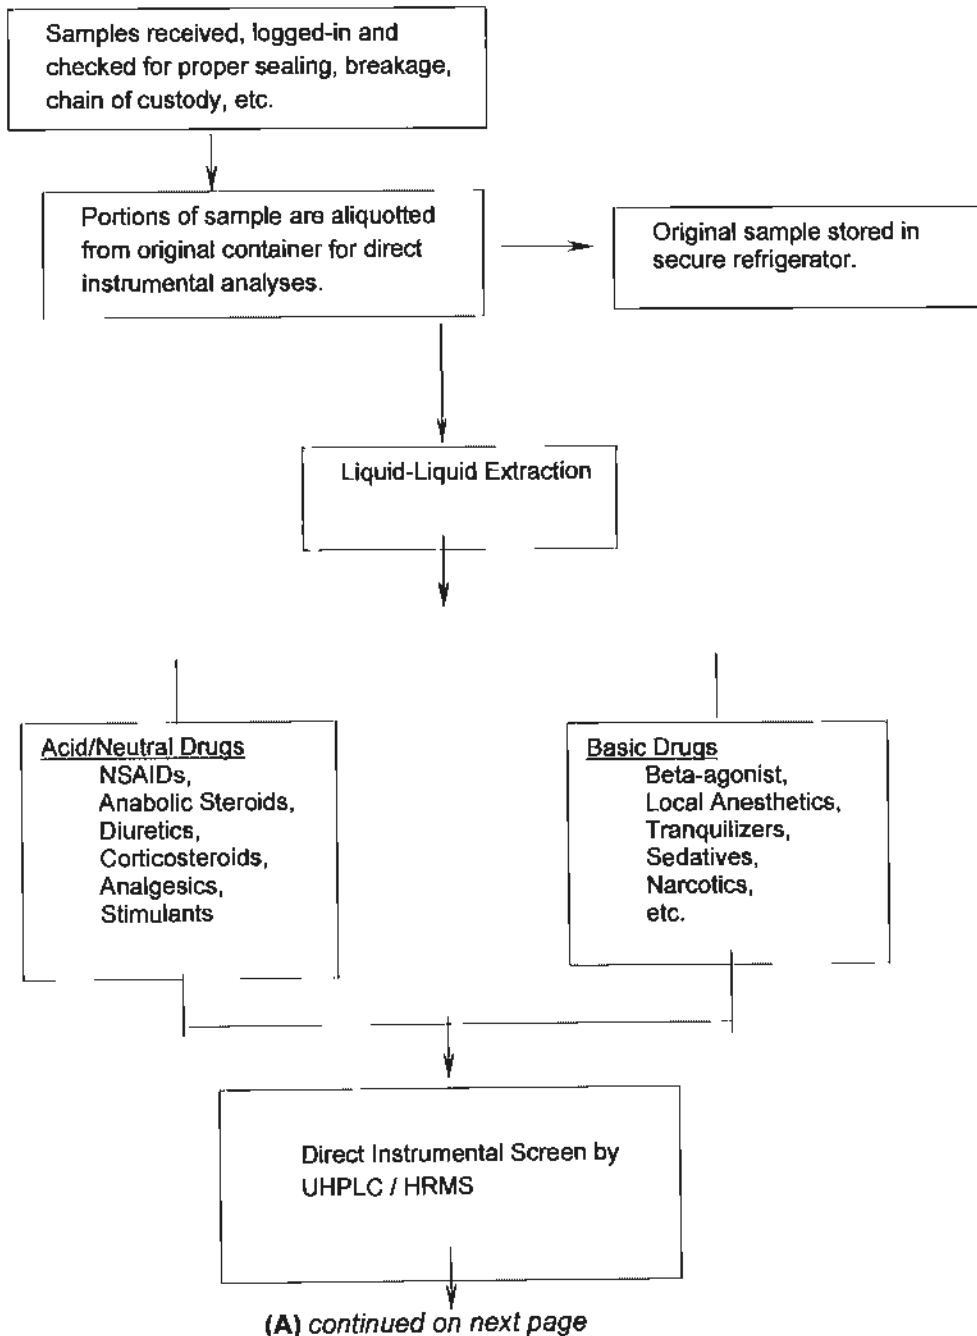 Samples received, logged-in and
checked for proper sealing, breakage,
chain of custody, etc.
Portions of sample are aliquotted
from original container for direct
instrumental analyses.
Original sample stored in
secure refrigerator.
Liquid-Liquid Extraction
Acid/Neutral Drugs
NSAIDs,
Anabolic Steroids,
Diuretics,
Corticosteroids,
Analgesics,
Stimulants
Basic Drugs
Beta-agonist,
Local Anesthetics,
Tranquilizers,
Sedatives,
Narcotics,
etc.
Direct Instrumental Screen by
UHPLC / HRMS
(A) continued on next page